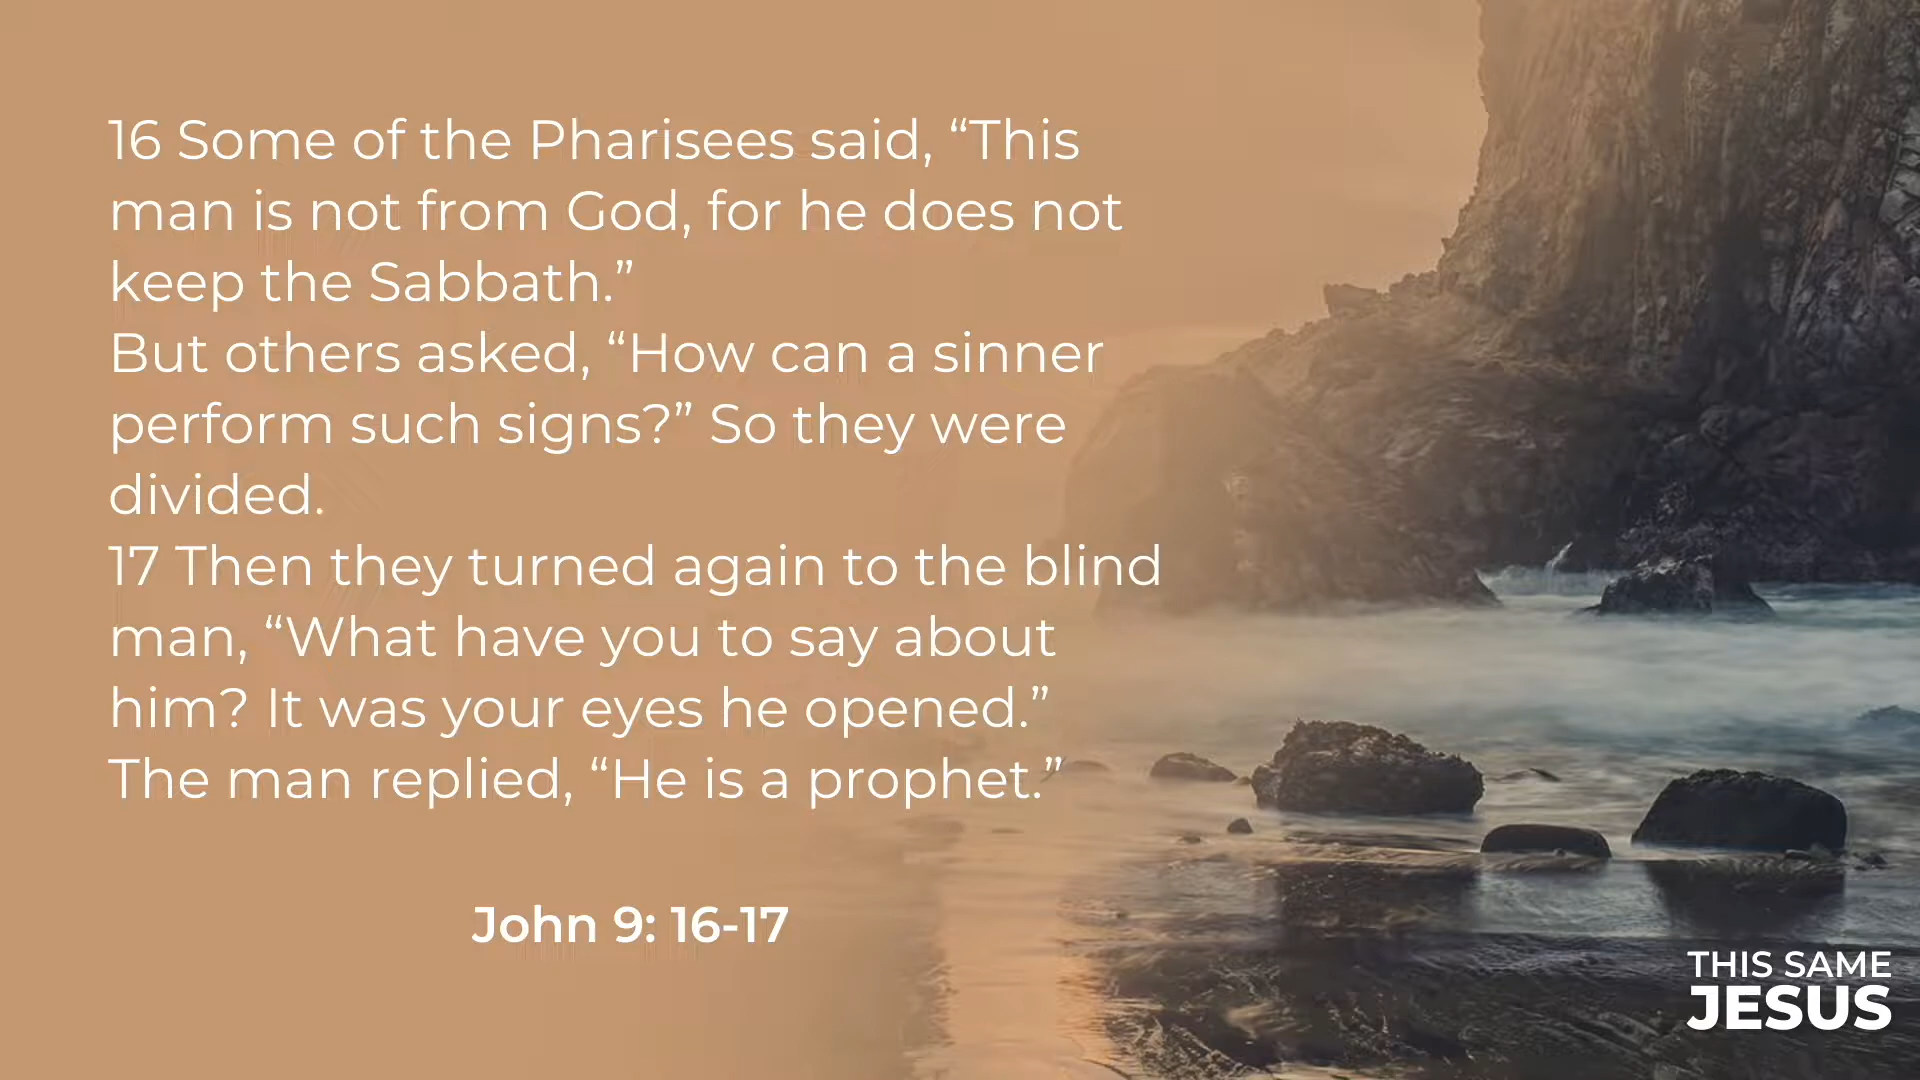 16 Some of the Pharisees said, “This
man is not from God, for he does not
keep the Sabbath.”
But others asked, “How can a sinner
perform such signs?” So they were
divided.
17 Then they turned again to the blind
man, “What have you to say about
him? It was your eyes he opened.”
The man replied, “He is a prophet.”
John 9: 16-17
THIS SAME
JESUS